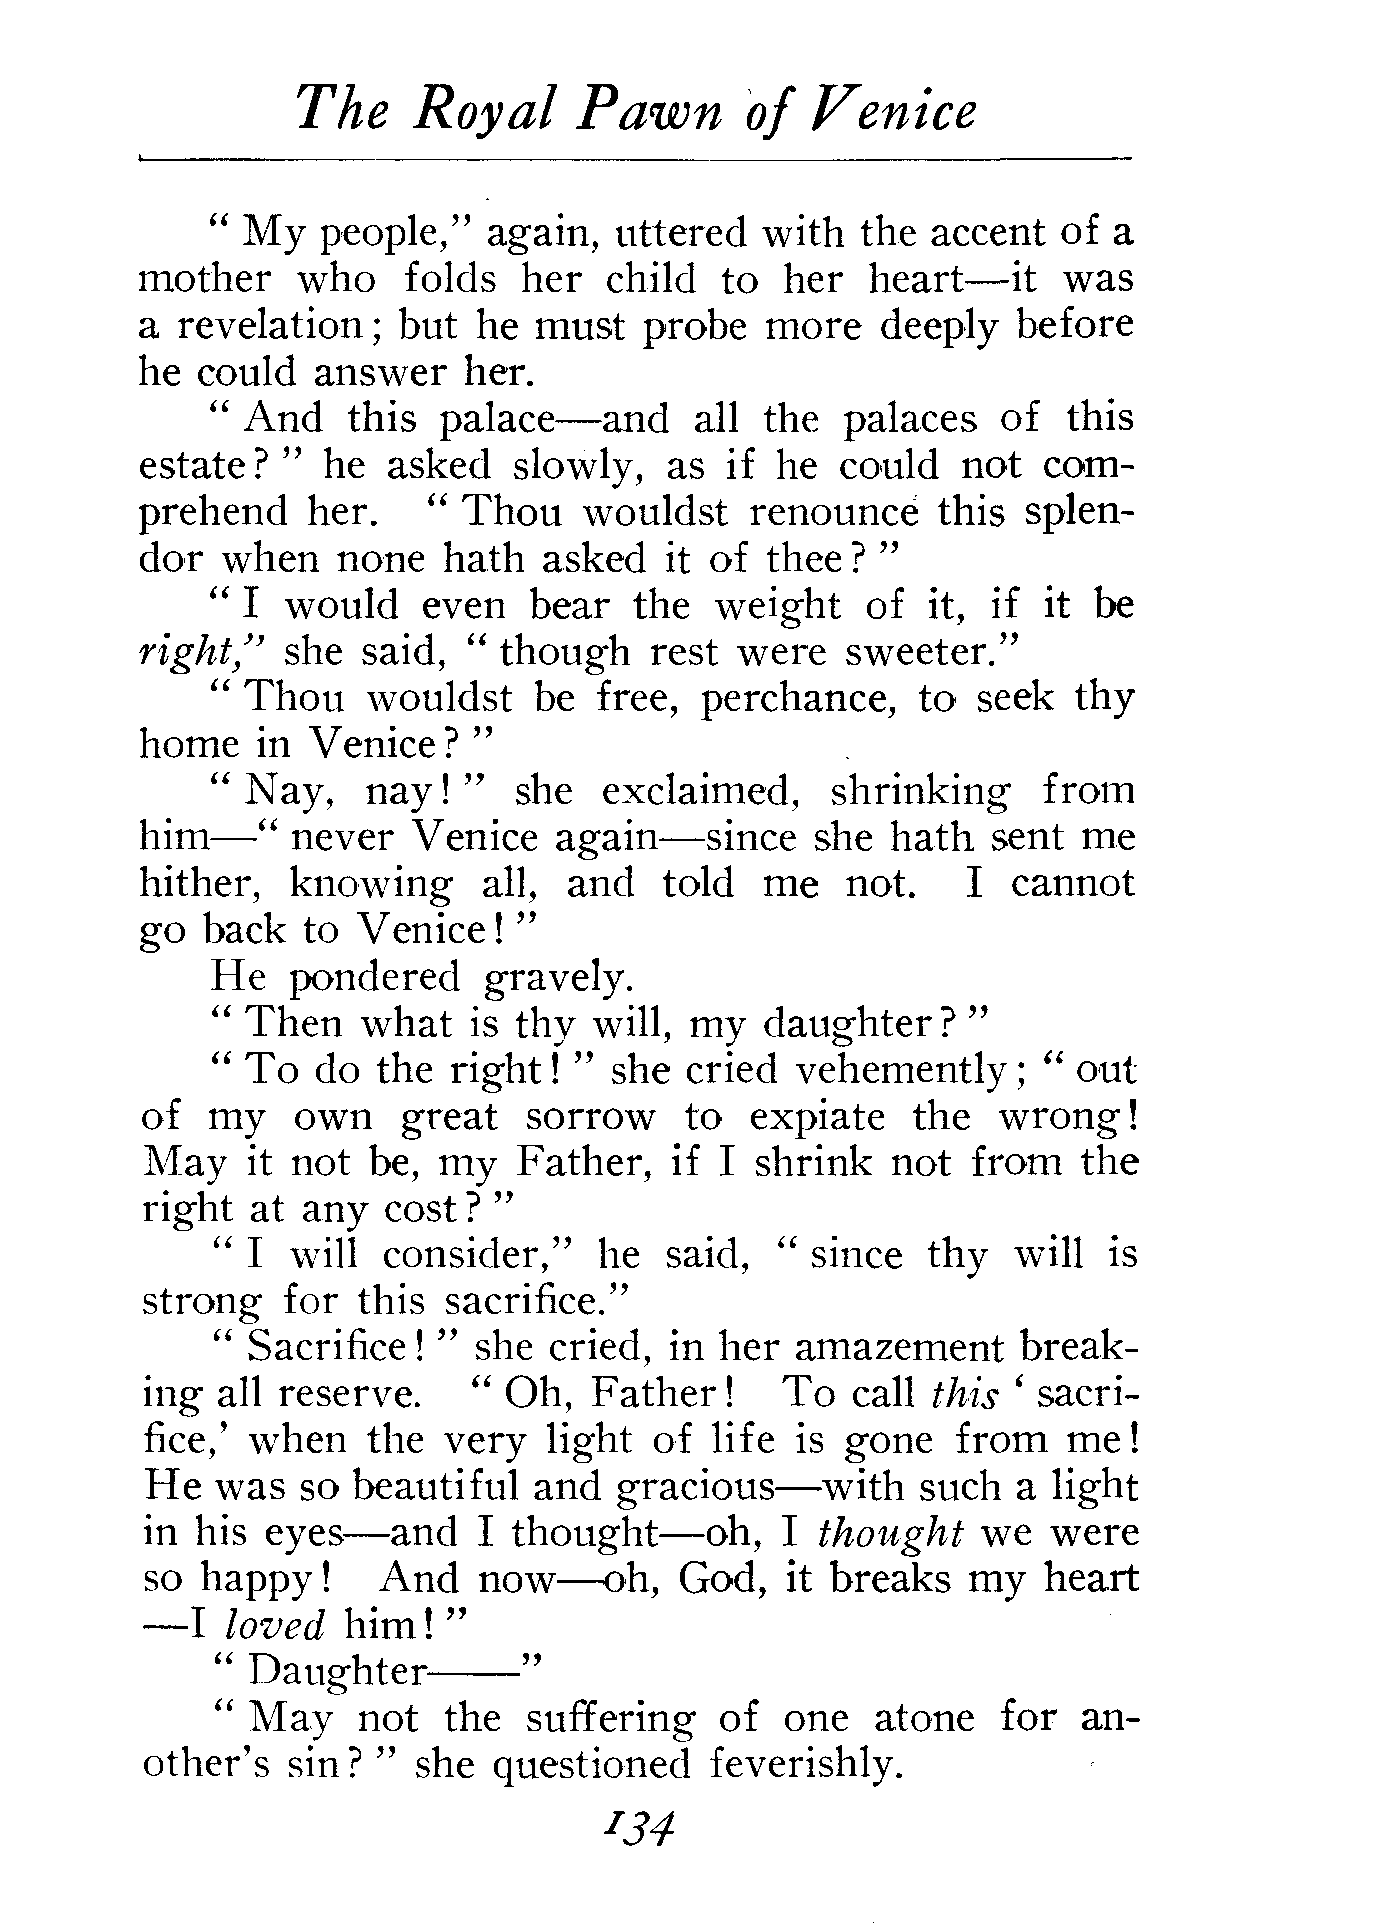 The Royal Pawn of Venice
“ My people,” again, uttered with the accent of a
mother who folds her child to her heart—it was
a revelation; but he must probe more deeply before
he could answer her.
“ And this palace—and all the palaces of this
estate? ” he asked slowly, as if he could not com-
prehend her. “ Thou wouldst renounce this splen-
dor when none hath asked it of thee? ”
“ I would even bear the weight of it, if it be
right,” she said, “ though rest were sweeter.”
“ Thou wouldst be free, perchance, to seek thy
home in Venice? ”
“ Nay, nay! ” she exclaimed, shrinking from
him—“ never Venice again—since she hath sent me
hither, knowing all, and told me not. I cannot
go back to Venice! ”
He pondered gravely.
“ Then what is thy will, my daughter? ”
“ To do the right! ” she cried vehemently; “ out
of my own great sorrow to expiate the wrong!
May it not be, my Father, if I shrink not from the
right at any cost? ”
“ I will consider,” he said, “ since thy will is
strong for this sacrifice.”
“ Sacrifice! ” she cried, in her amazement break-
ing all reserve. “ Oh, Father! To call this ‘ sacri-
fice,’ when the very light of life is gone from me!
He was so beautiful and gracious—with such a light
in his eyes—and I thought—oh, I thought we were
so happy! And now—oh, God, it breaks my heart
—I loved him! ”
“ Daughter——”
“ May not the suffering of one atone for an-
other’s sin? ” she questioned feverishly.
134